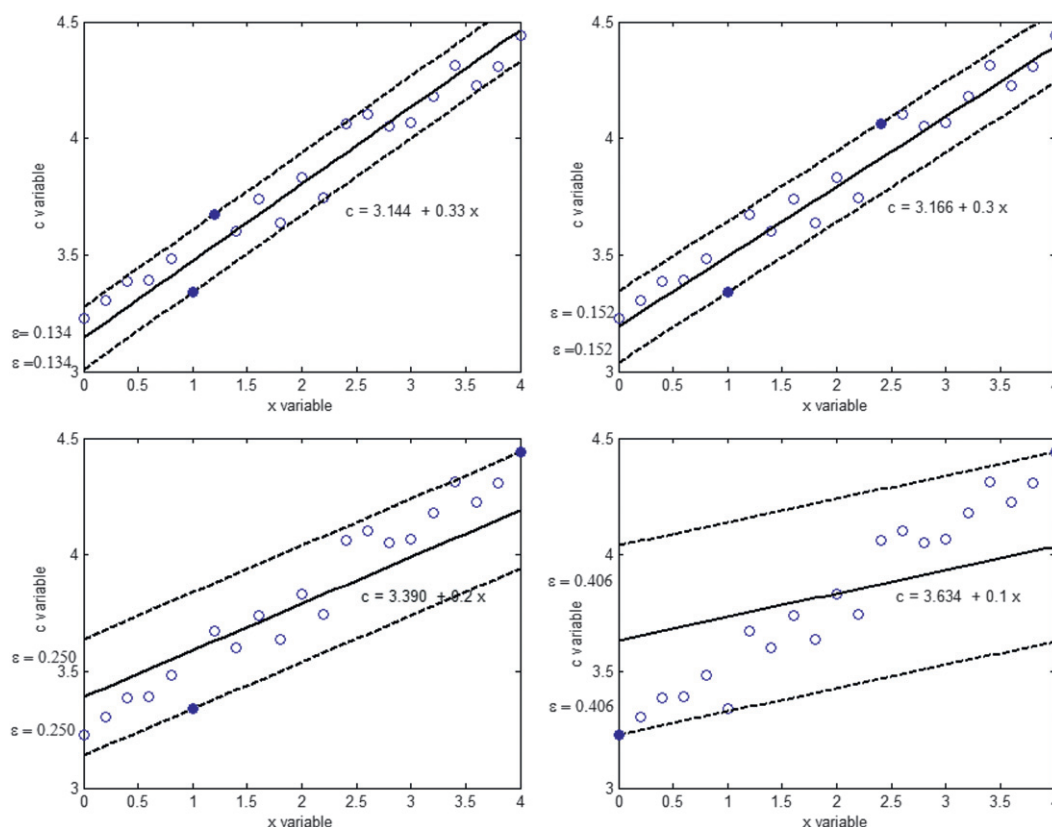 4.5
4
3.5
3
c variable
c = 3.144 + 0.33 x
ε= 0.134
ε =0.134
0 0.5 1 1.5 2 2.5 3 3.5 4
x variable
4.5
4
3.5
3
c variable
c = 3.166 + 0.3 x
ε = 0.152
ε =0.152
0 0.5 1 1.5 2 2.5 3 3.5 4
x variable
4.5
4
3.5
3
c variable
c = 3.390 + 0.2 x
ε = 0.250
ε = 0.250
0 0.5 1 1.5 2 2.5 3 3.5 4
x variable
4.5
4
3.5
3
c variable
c = 3.634 + 0.1 x
ε = 0.406
ε = 0.406
0 0.5 1 1.5 2 2.5 3 3.5 4
x variable